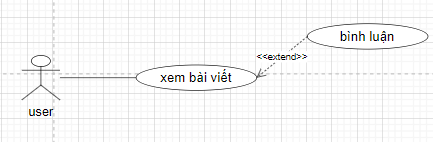 bình luận
<<extend>>
xem bài viết
user